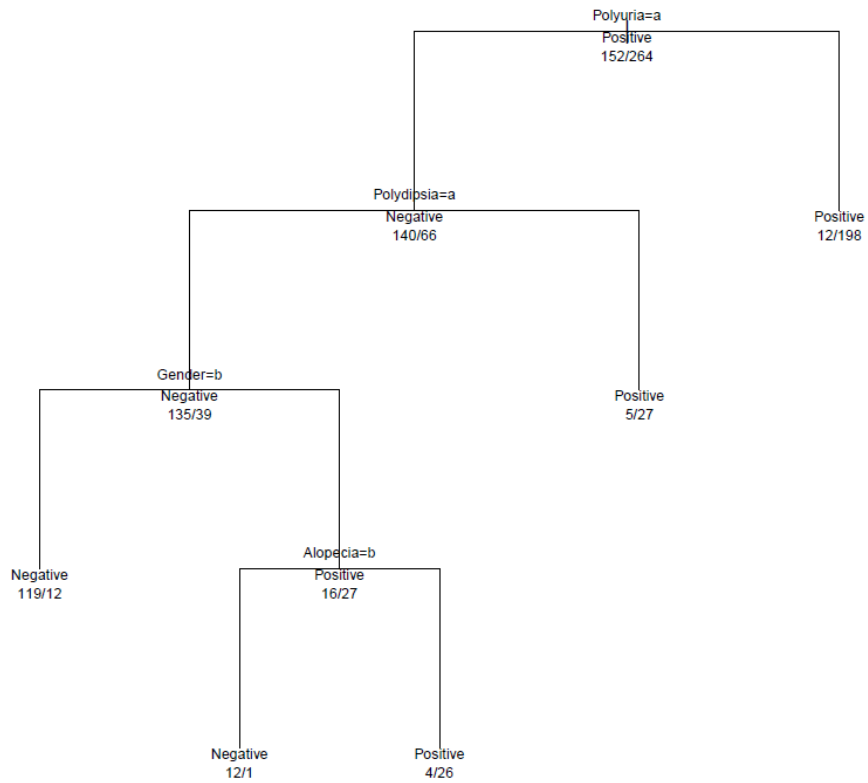 Polyuria=a
Positive
152/264
Polydipsia=a
Negative
140/66
Positive
12/198
Gender=b
Negative
135/39
Positive
5/27
Alopecia=b
Negative
119/12
Positive
16/27
Negative
12/1
Positive
4/26